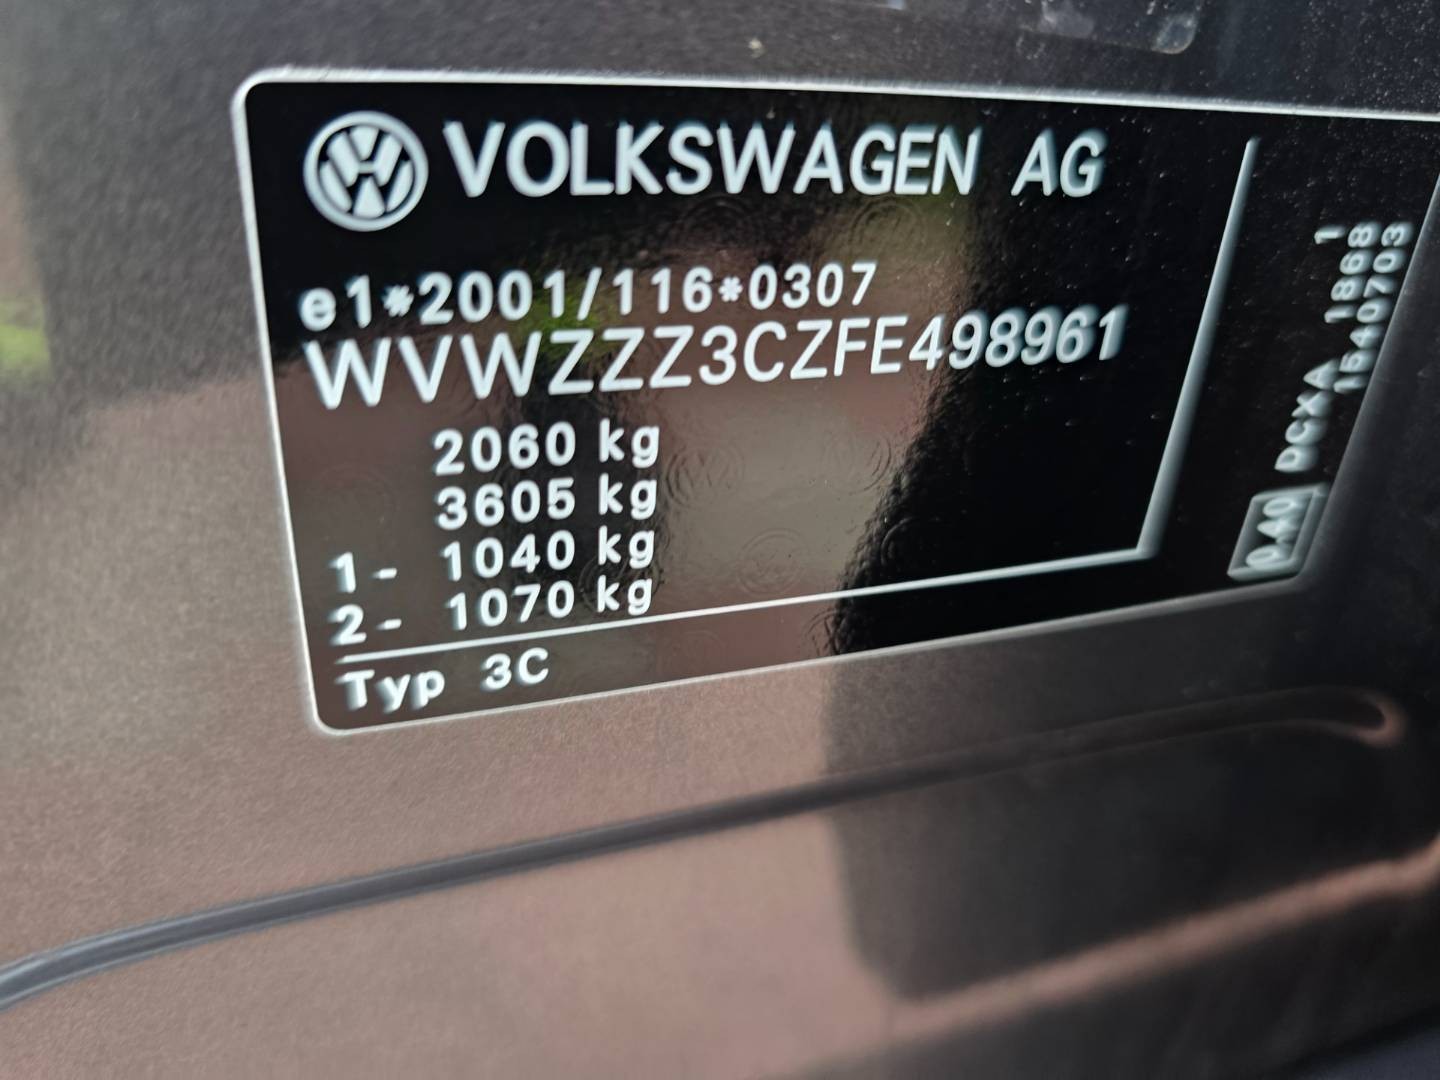 VOLKSWAGEN AG
e1*2001/116*0307
WVWZZZ3CZFE498961
2060 kg
3605 kg
1- 1040 kg
2- 1070 kg
Typ 3C
1
1868
1540703
0.40 DCXA